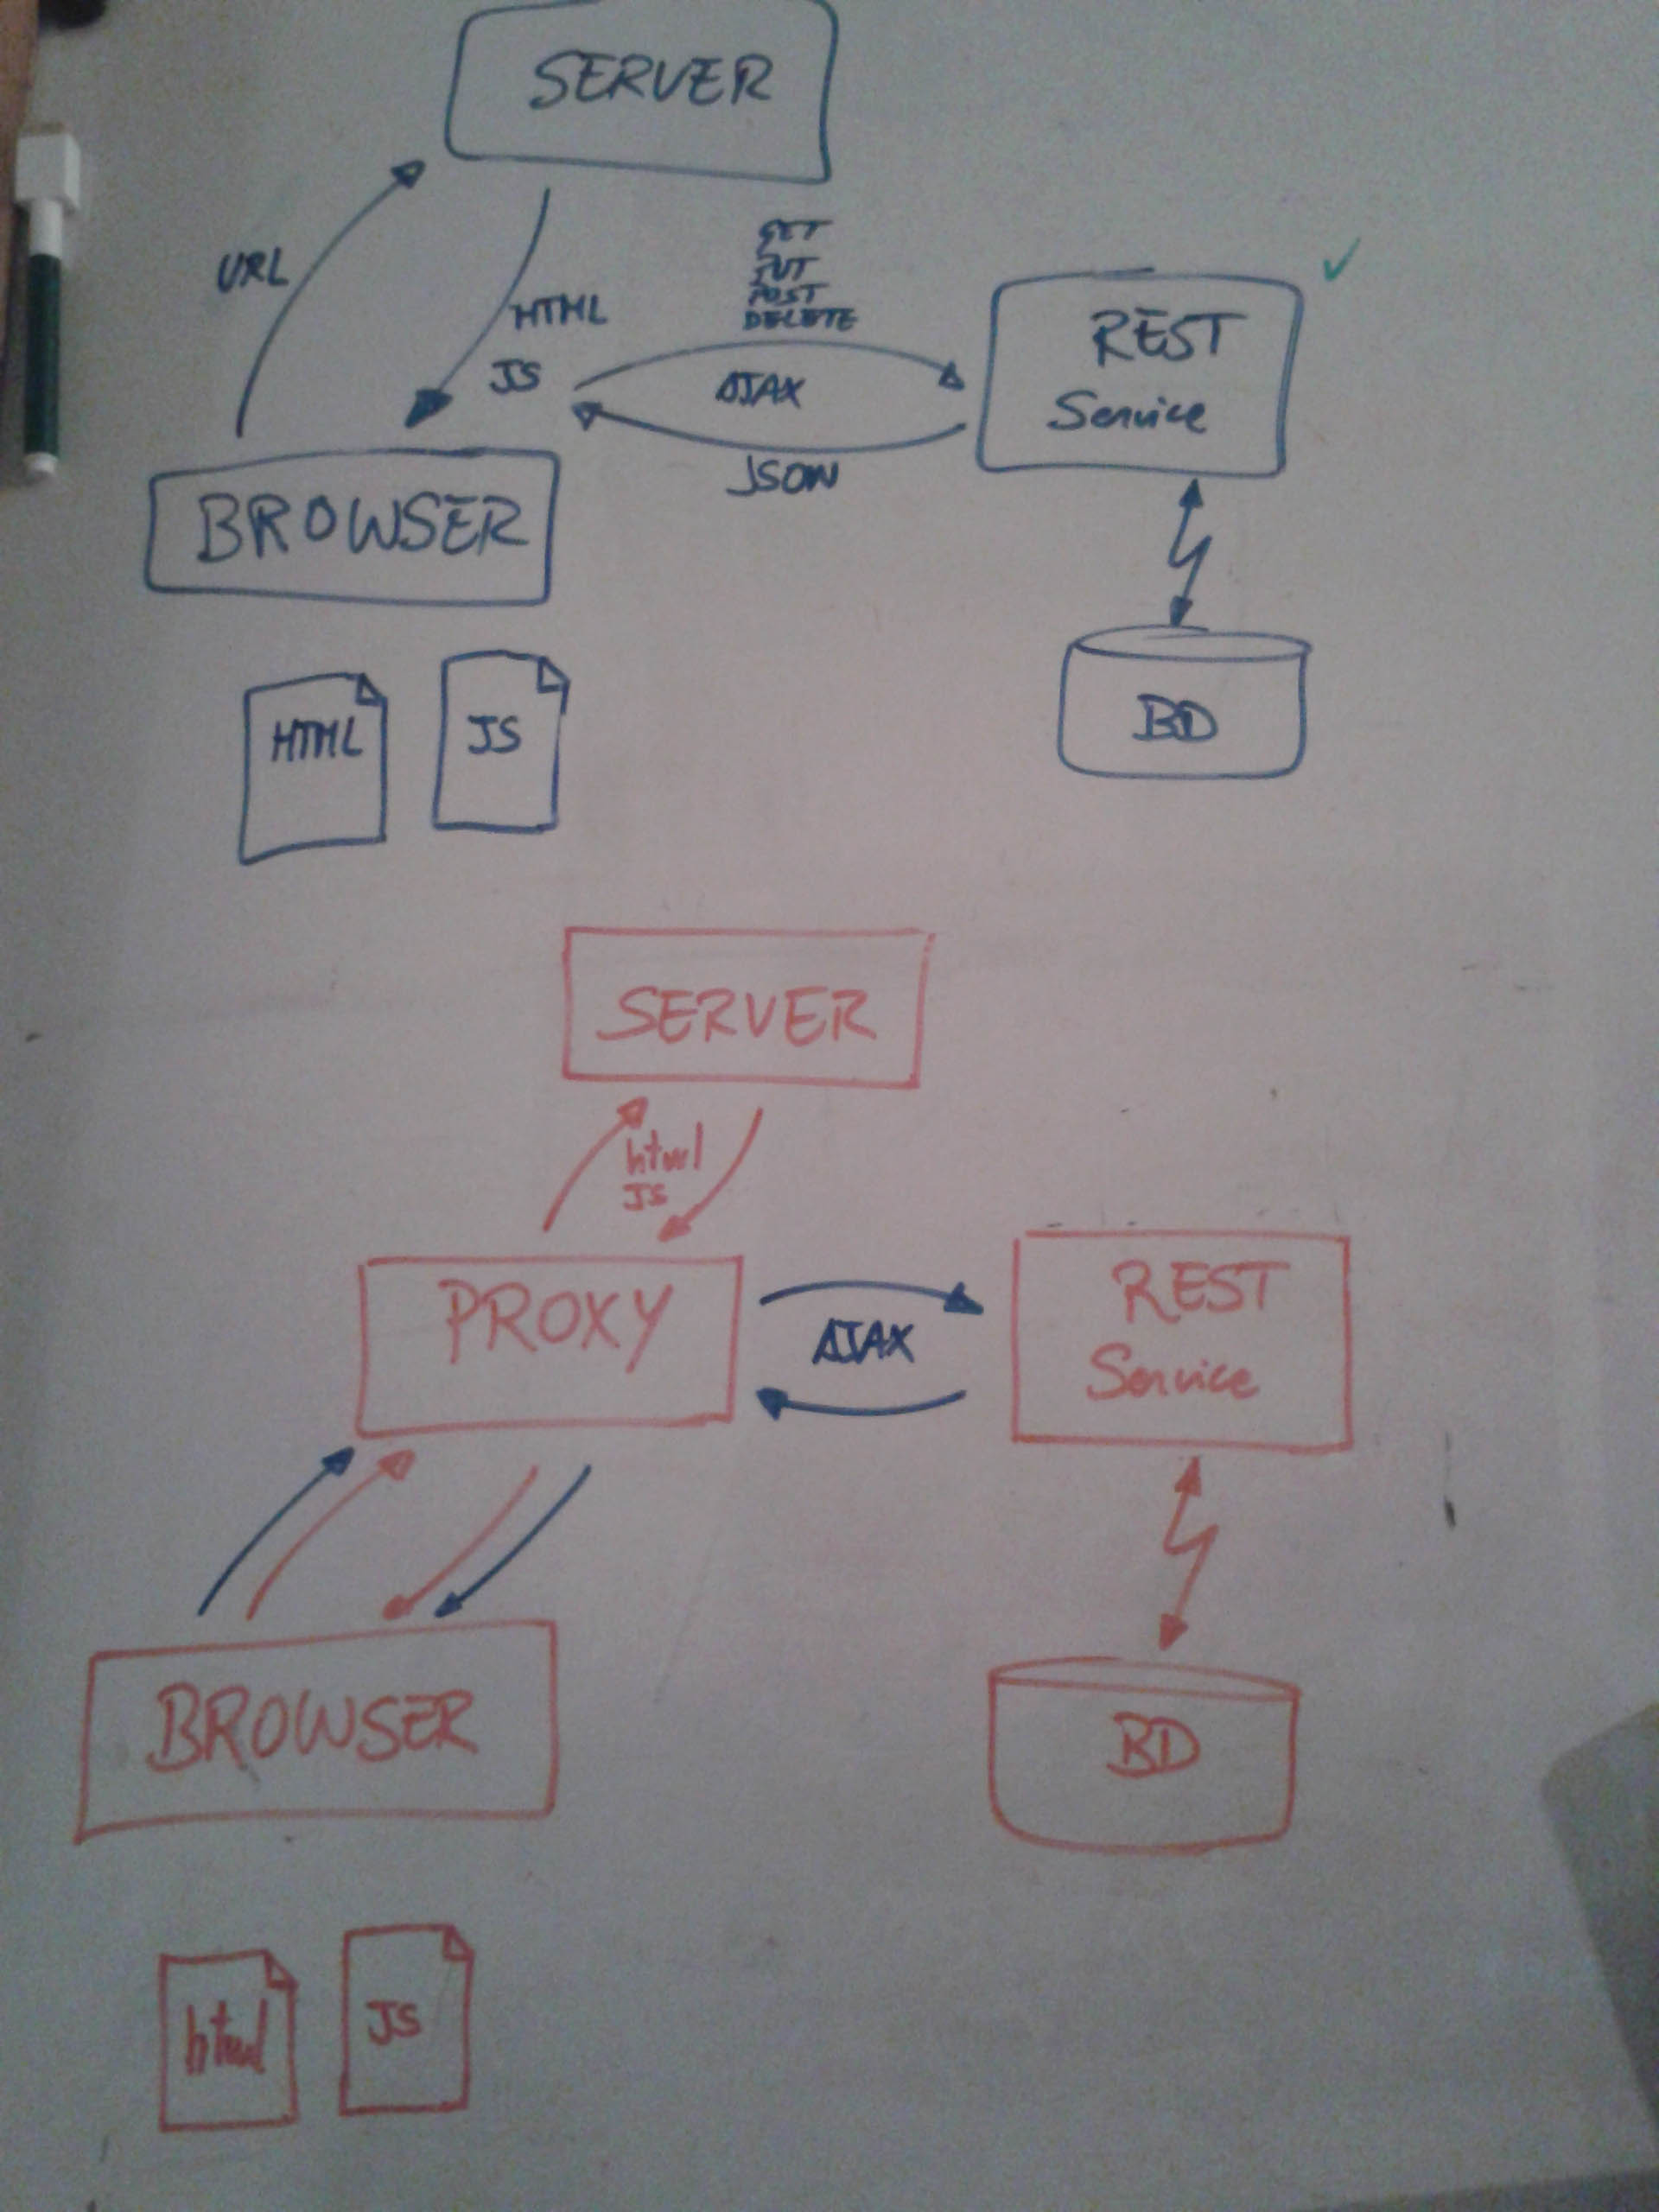 SERVER
URL
HTML
JS
GET
PUT
POST
DELETE
AJAX
JSON
REST
Service
BROWSER
HTML
JS
BD
SERVER
html
JS
PROXY
AJAX
REST
Service
BROWSER
BD
html
JS